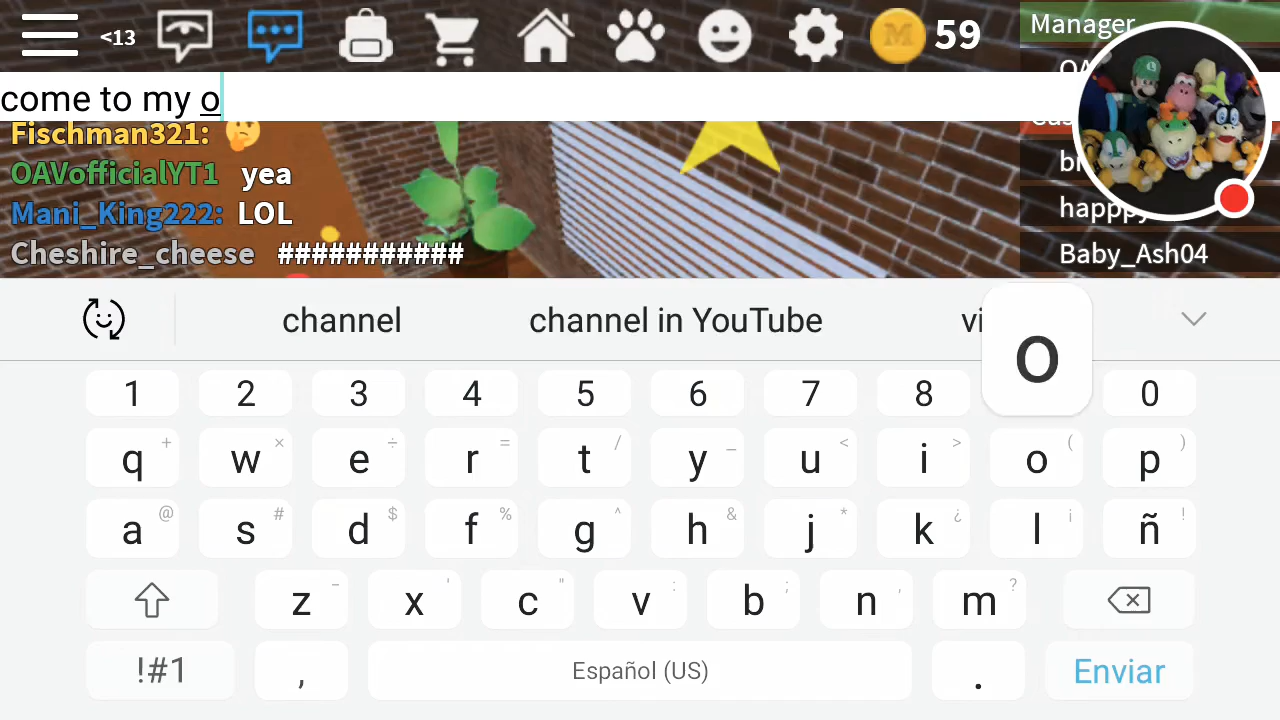 <13
M 59
Manager
come to my o
Fischman321:
OAVofficialYT1 yea
Mani_King222: LOL
Cheshire_cheese ###########
Baby_Ash04
channel channel in YouTube
o
1 2 3 4 5 6 7 8 0
q + w × e ÷ r = t / y _ u < i > o ( p )
a @ s # d $ f % g ^ h & j * k ¿ l ¡ ñ !
z - x ' c " v : b ; n , m ?
!#1 , Español (US) . Enviar